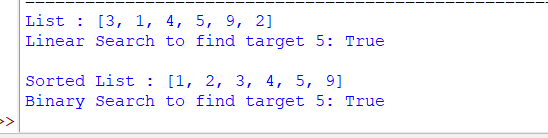 List : [3, 1, 4, 5, 9, 2]
Linear Search to find target 5: True
Sorted List : [1, 2, 3, 4, 5, 9]
Binary Search to find target 5: True
>>